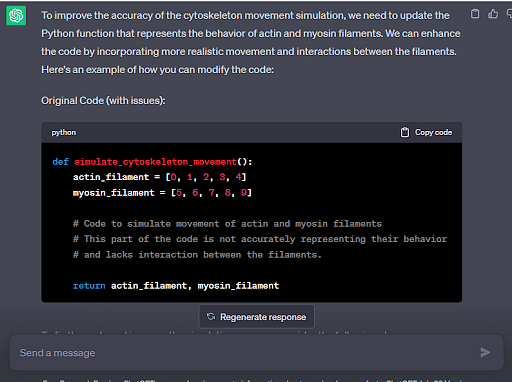 To improve the accuracy of the cytoskeleton movement simulation, we need to update the
Python function that represents the behavior of actin and myosin filaments. We can enhance
the code by incorporating more realistic movement and interactions between the filaments.
Here's an example of how you can modify the code:
Original Code (with issues):
python Copy code
def simulate_cytoskeleton_movement():
    actin_filament = [0, 1, 2, 3, 4]
    myosin_filament = [5, 6, 7, 8, 9]
    # Code to simulate movement of actin and myosin filaments
    # This part of the code is not accurately representing their behavior
    # and lacks interaction between the filaments.
    return actin_filament, myosin_filament
Regenerate response
Send a message